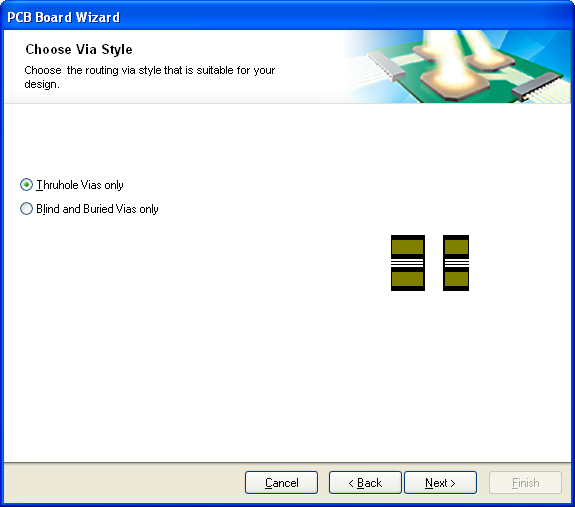 PCB Board Wizard
Choose Via Style
Choose  the routing via style that is suitable for your
design.
Thruhole Vias only
Blind and Buried Vias only
Cancel
< Back
Next >
Finish